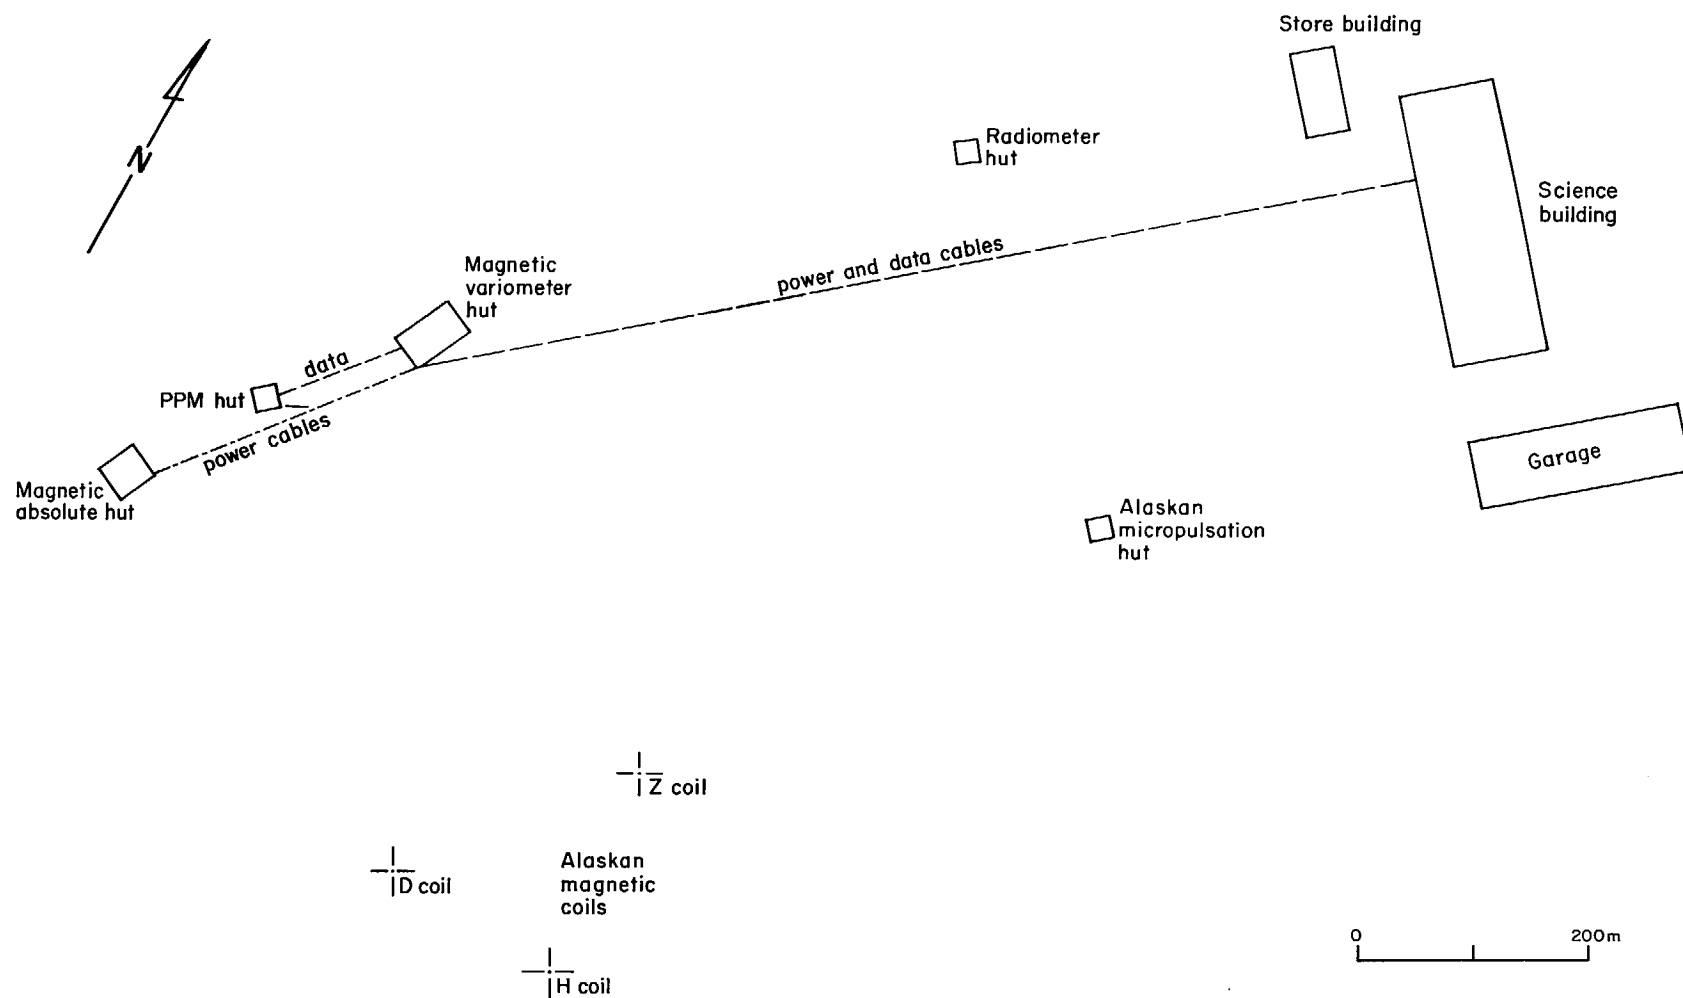 Store building
N
Radiometer
hut
Science
building
power and data cables
Magnetic
variometer
hut
data
PPM hut
power cables
Magnetic
absolute hut
Garage
Alaskan
micropulsation
hut
Z coil
D coil
Alaskan
magnetic
coils
H coil
0 200m